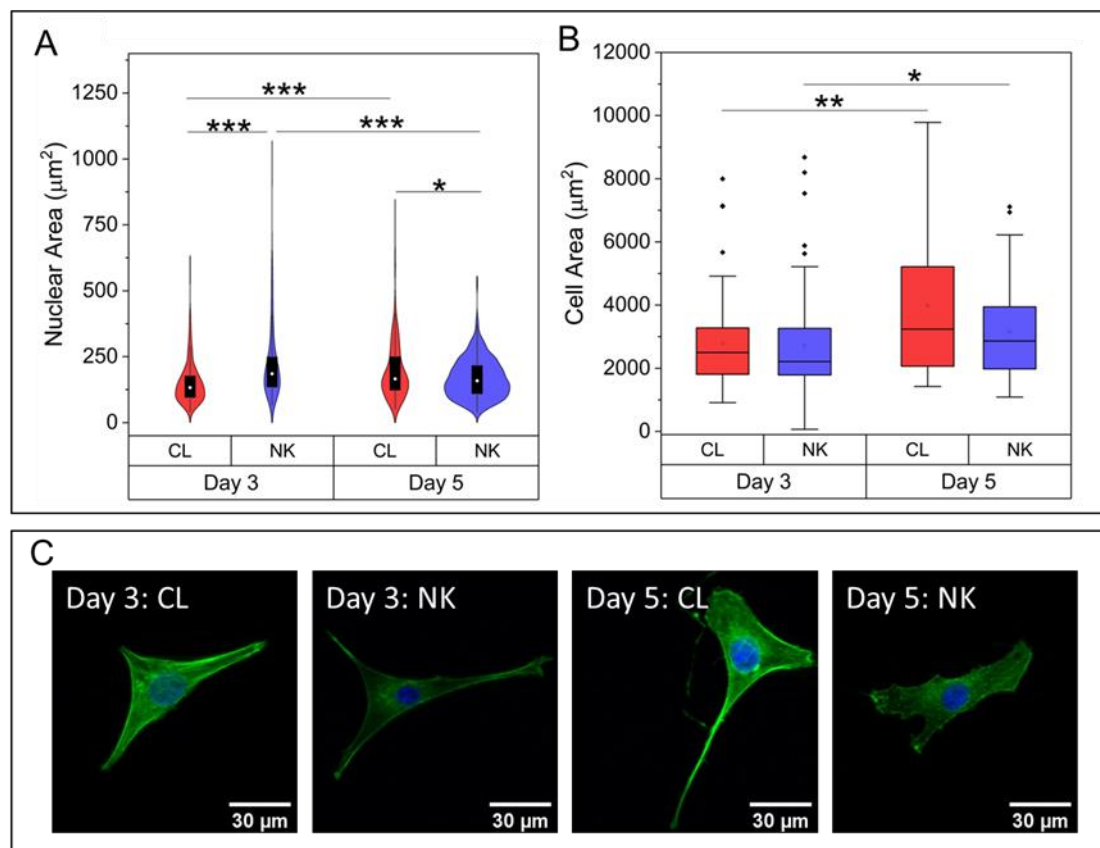 A
Nuclear Area (μm²)
1250
1000
750
500
250
0
***
***
***
*
CL NK CL NK
Day 3 Day 5
B
Cell Area (μm²)
12000
10000
8000
6000
4000
2000
0
*
**
CL NK CL NK
Day 3 Day 5
C
Day 3: CL
30 μm
Day 3: NK
30 μm
Day 5: CL
30 μm
Day 5: NK
30 μm